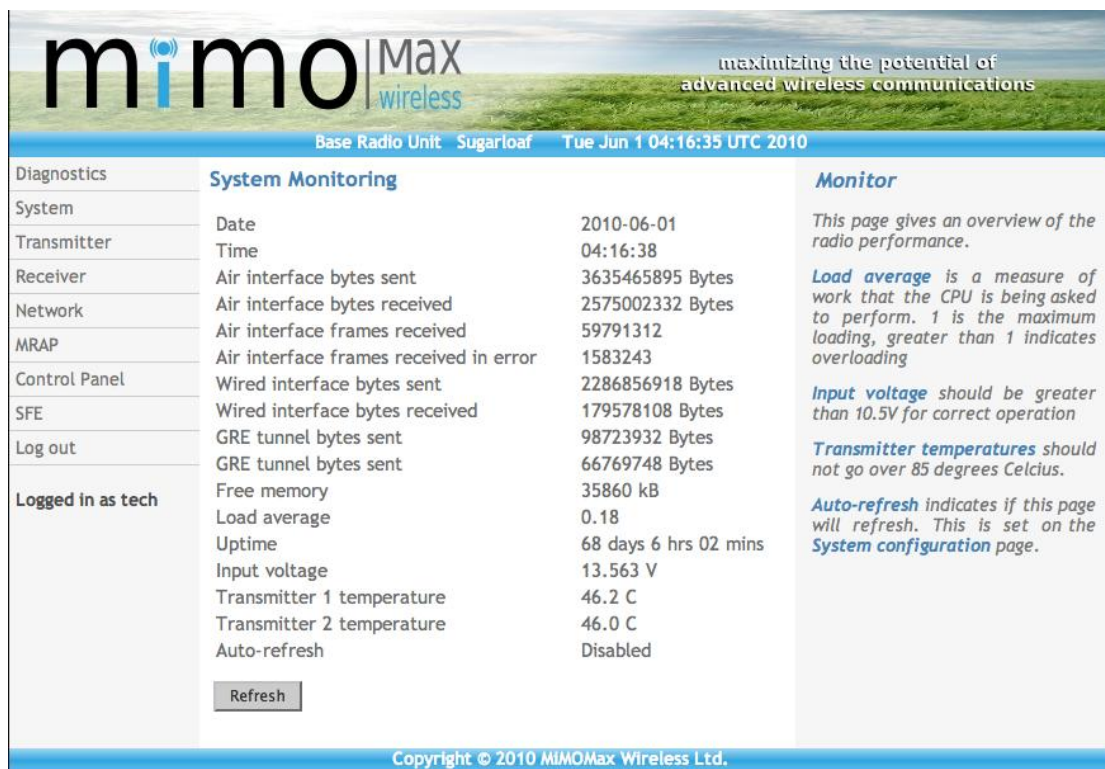 mimo Max wireless
maximizing the potential of
advanced wireless communications
Base Radio Unit Sugarloaf Tue Jun 1 04:16:35 UTC 2010
Diagnostics
System
Transmitter
Receiver
Network
MRAP
Control Panel
SFE
Log out
Logged in as tech
System Monitoring
Date 2010-06-01
Time 04:16:38
Air interface bytes sent 3635465895 Bytes
Air interface bytes received 2575002332 Bytes
Air interface frames received 59791312
Air interface frames received in error 1583243
Wired interface bytes sent 2286856918 Bytes
Wired interface bytes received 179578108 Bytes
GRE tunnel bytes sent 98723932 Bytes
GRE tunnel bytes sent 66769748 Bytes
Free memory 35860 kB
Load average 0.18
Uptime 68 days 6 hrs 02 mins
Input voltage 13.563 V
Transmitter 1 temperature 46.2 C
Transmitter 2 temperature 46.0 C
Auto-refresh Disabled
Refresh
Monitor
This page gives an overview of the
radio performance.
Load average is a measure of
work that the CPU is being asked
to perform. 1 is the maximum
loading, greater than 1 indicates
overloading
Input voltage should be greater
than 10.5V for correct operation
Transmitter temperatures should
not go over 85 degrees Celcius.
Auto-refresh indicates if this page
will refresh. This is set on the
System configuration page.
Copyright © 2010 MiMOMax Wireless Ltd.